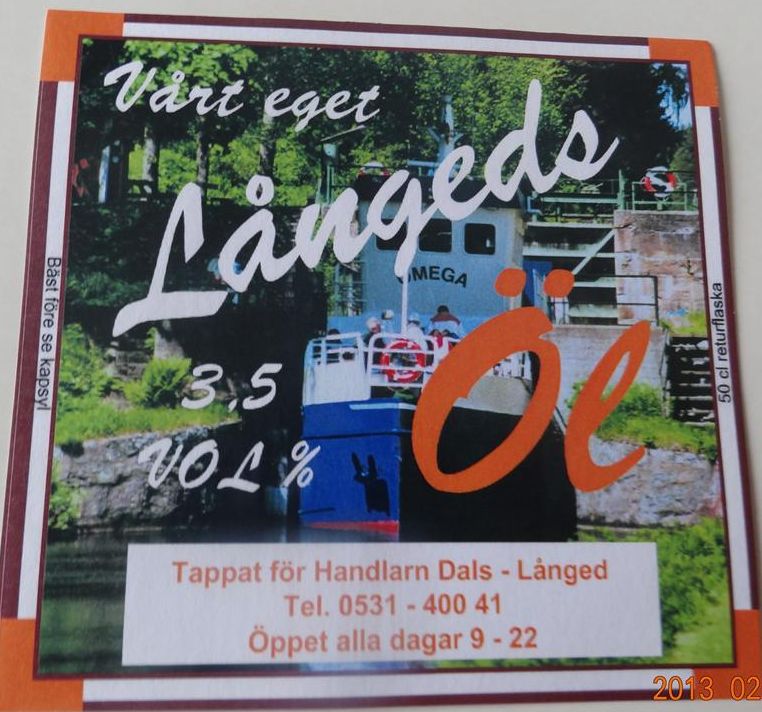 Vårt eget
Långeds
Öl
OMEGA
3,5
VOL %
Bäst före se kapsyl
50 cl returflaska
Tappat för Handlarn Dals - Långed
Tel. 0531 - 400 41
Öppet alla dagar 9 - 22
2013 02